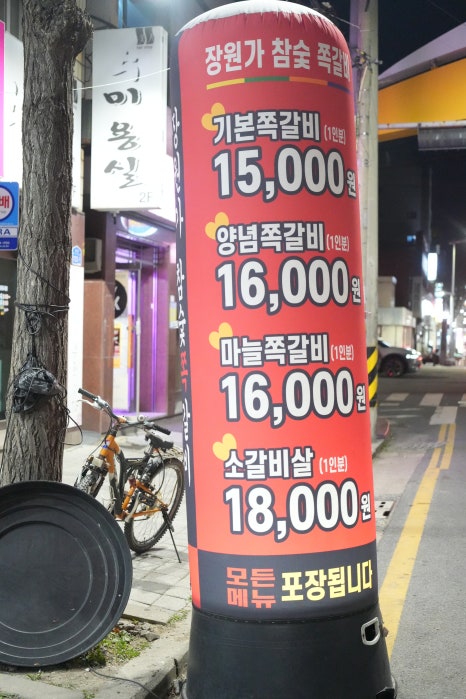 장원가 참숯 쪽갈비
기본쪽갈비 (1인분)
15,000원
양념쪽갈비 (1인분)
16,000원
마늘쪽갈비 (1인분)
16,000원
소갈비살 (1인분)
18,000원
모든
메뉴
포장됩니다
미용실
2F